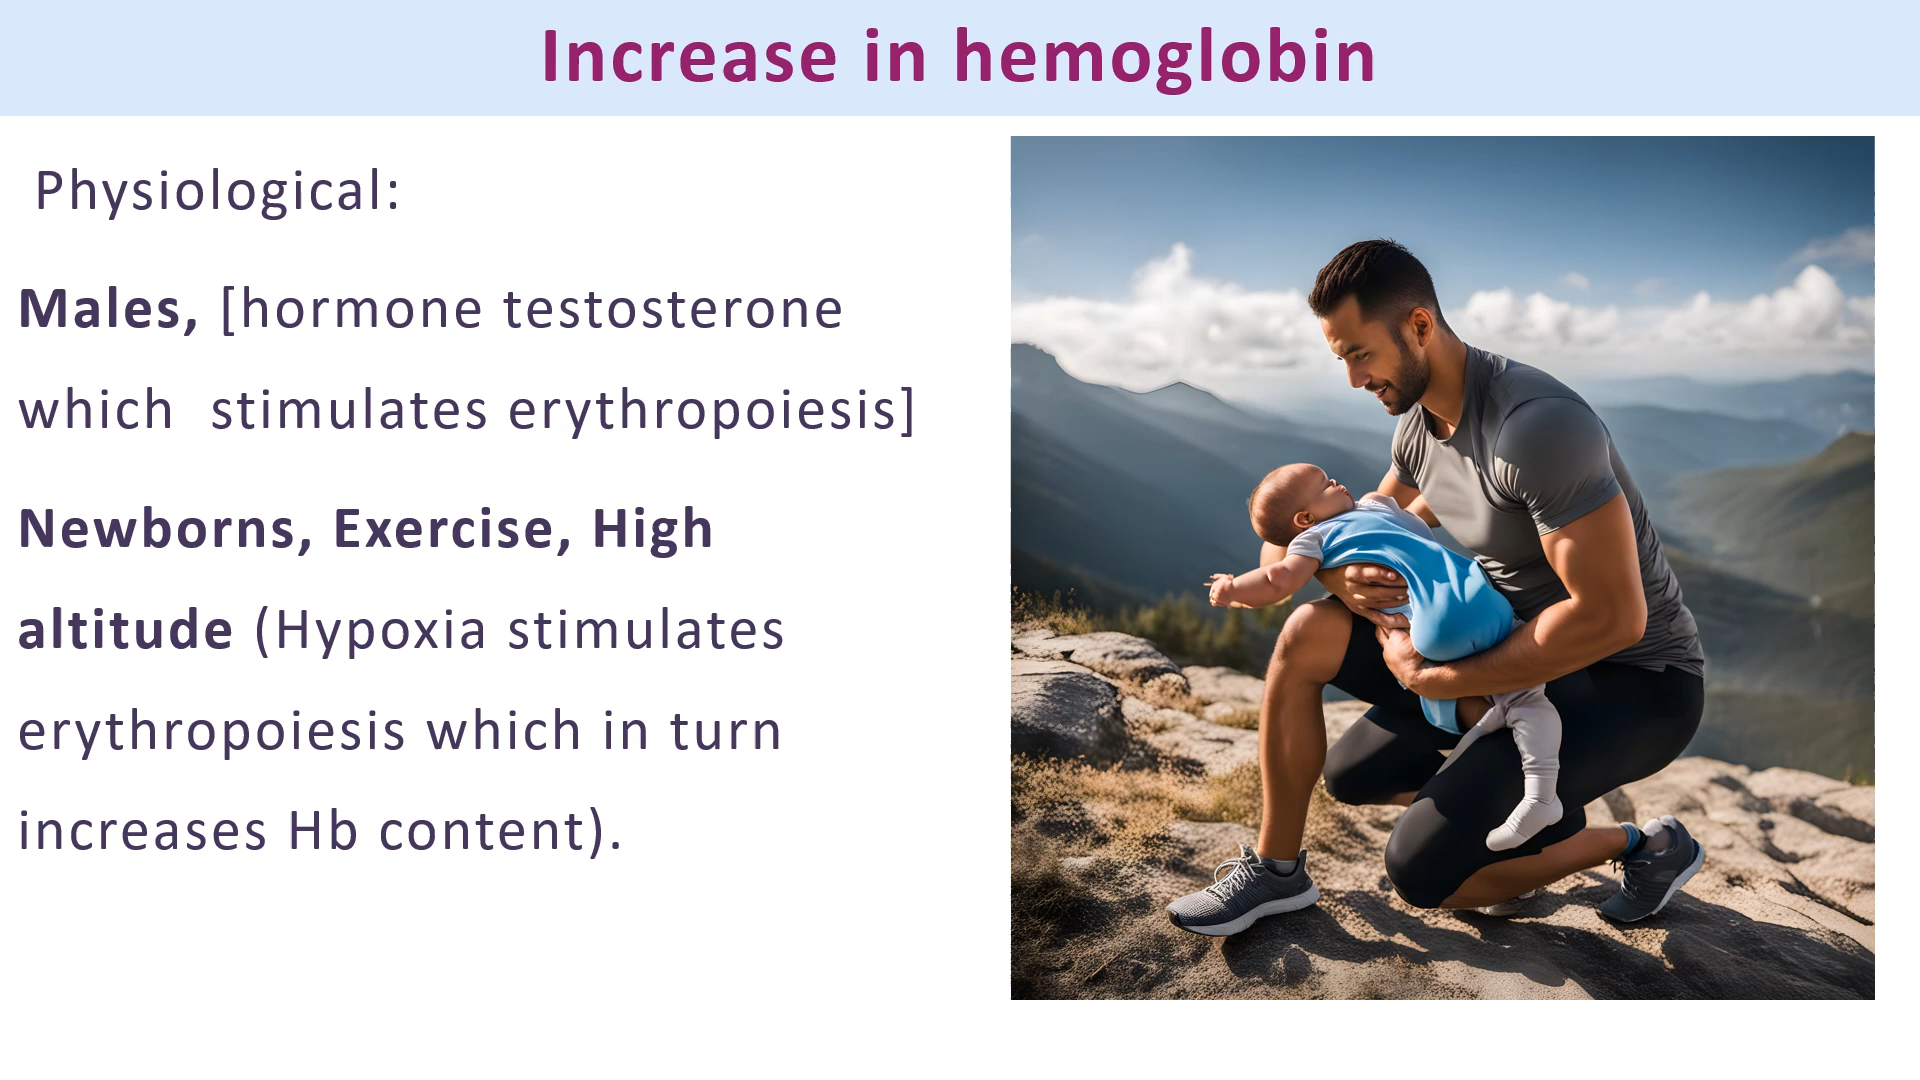 Increase in hemoglobin
Physiological:
Males, [hormone testosterone
which  stimulates erythropoiesis]
Newborns, Exercise, High
altitude (Hypoxia stimulates
erythropoiesis which in turn
increases Hb content).